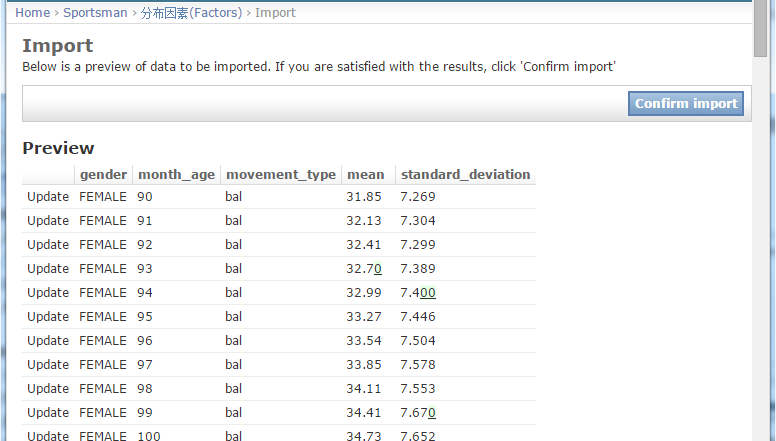 Home › Sportsman › 分布因素(Factors) › Import
Import
Below is a preview of data to be imported. If you are satisfied with the results, click 'Confirm import'
Confirm import
Preview
gender month_age movement_type mean standard_deviation
Update FEMALE 90 bal 31.85 7.269
Update FEMALE 91 bal 32.13 7.304
Update FEMALE 92 bal 32.41 7.299
Update FEMALE 93 bal 32.70 7.389
Update FEMALE 94 bal 32.99 7.400
Update FEMALE 95 bal 33.27 7.446
Update FEMALE 96 bal 33.54 7.504
Update FEMALE 97 bal 33.85 7.578
Update FEMALE 98 bal 34.11 7.553
Update FEMALE 99 bal 34.41 7.670
Update FEMALE 100 bal 34.73 7.652